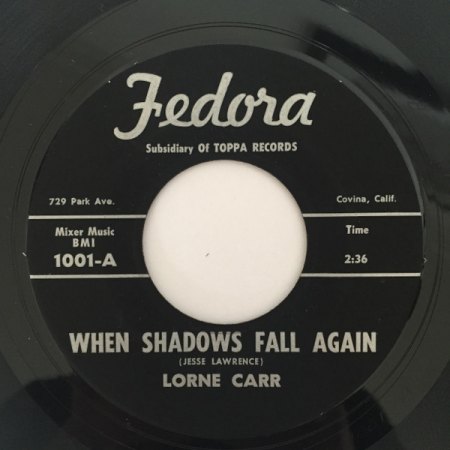 Fedora
Subsidiary Of TOPPA RECORDS
729 Park Ave.
Covina, Calif.
Mixer Music
BMI
1001-A
Time
2:36
WHEN SHADOWS FALL AGAIN
(JESSE LAWRENCE)
LORNE CARR